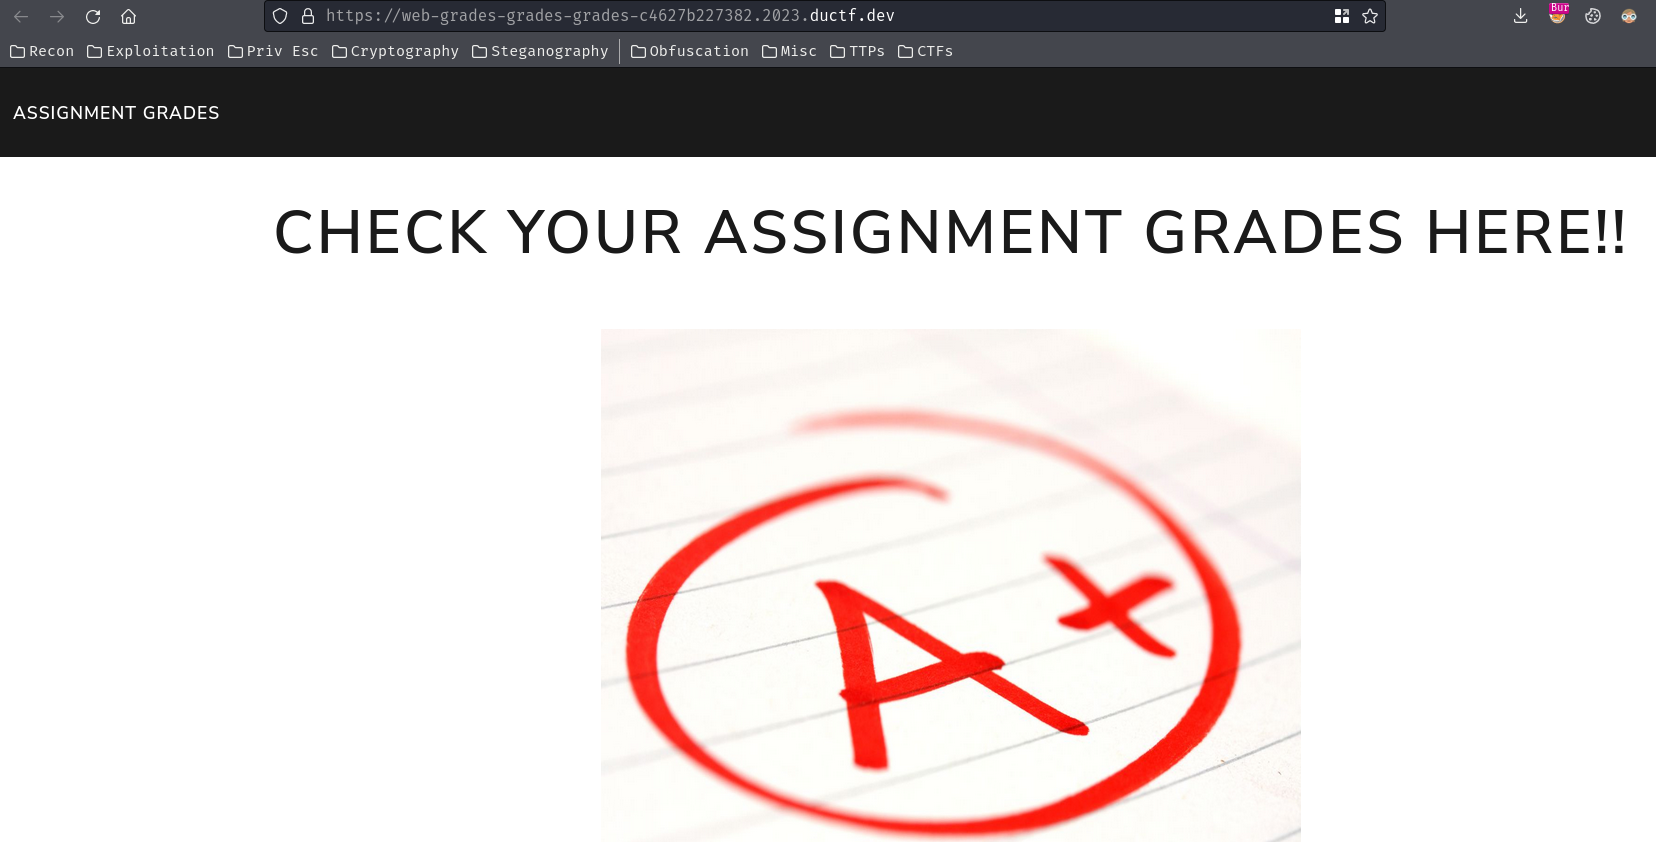 https://web-grades-grades-grades-c4627b227382.2023.ductf.dev
Bur
Recon Exploitation Priv Esc Cryptography Steganography Obfuscation Misc TTPs CTFs
ASSIGNMENT GRADES
CHECK YOUR ASSIGNMENT GRADES HERE!!
A+